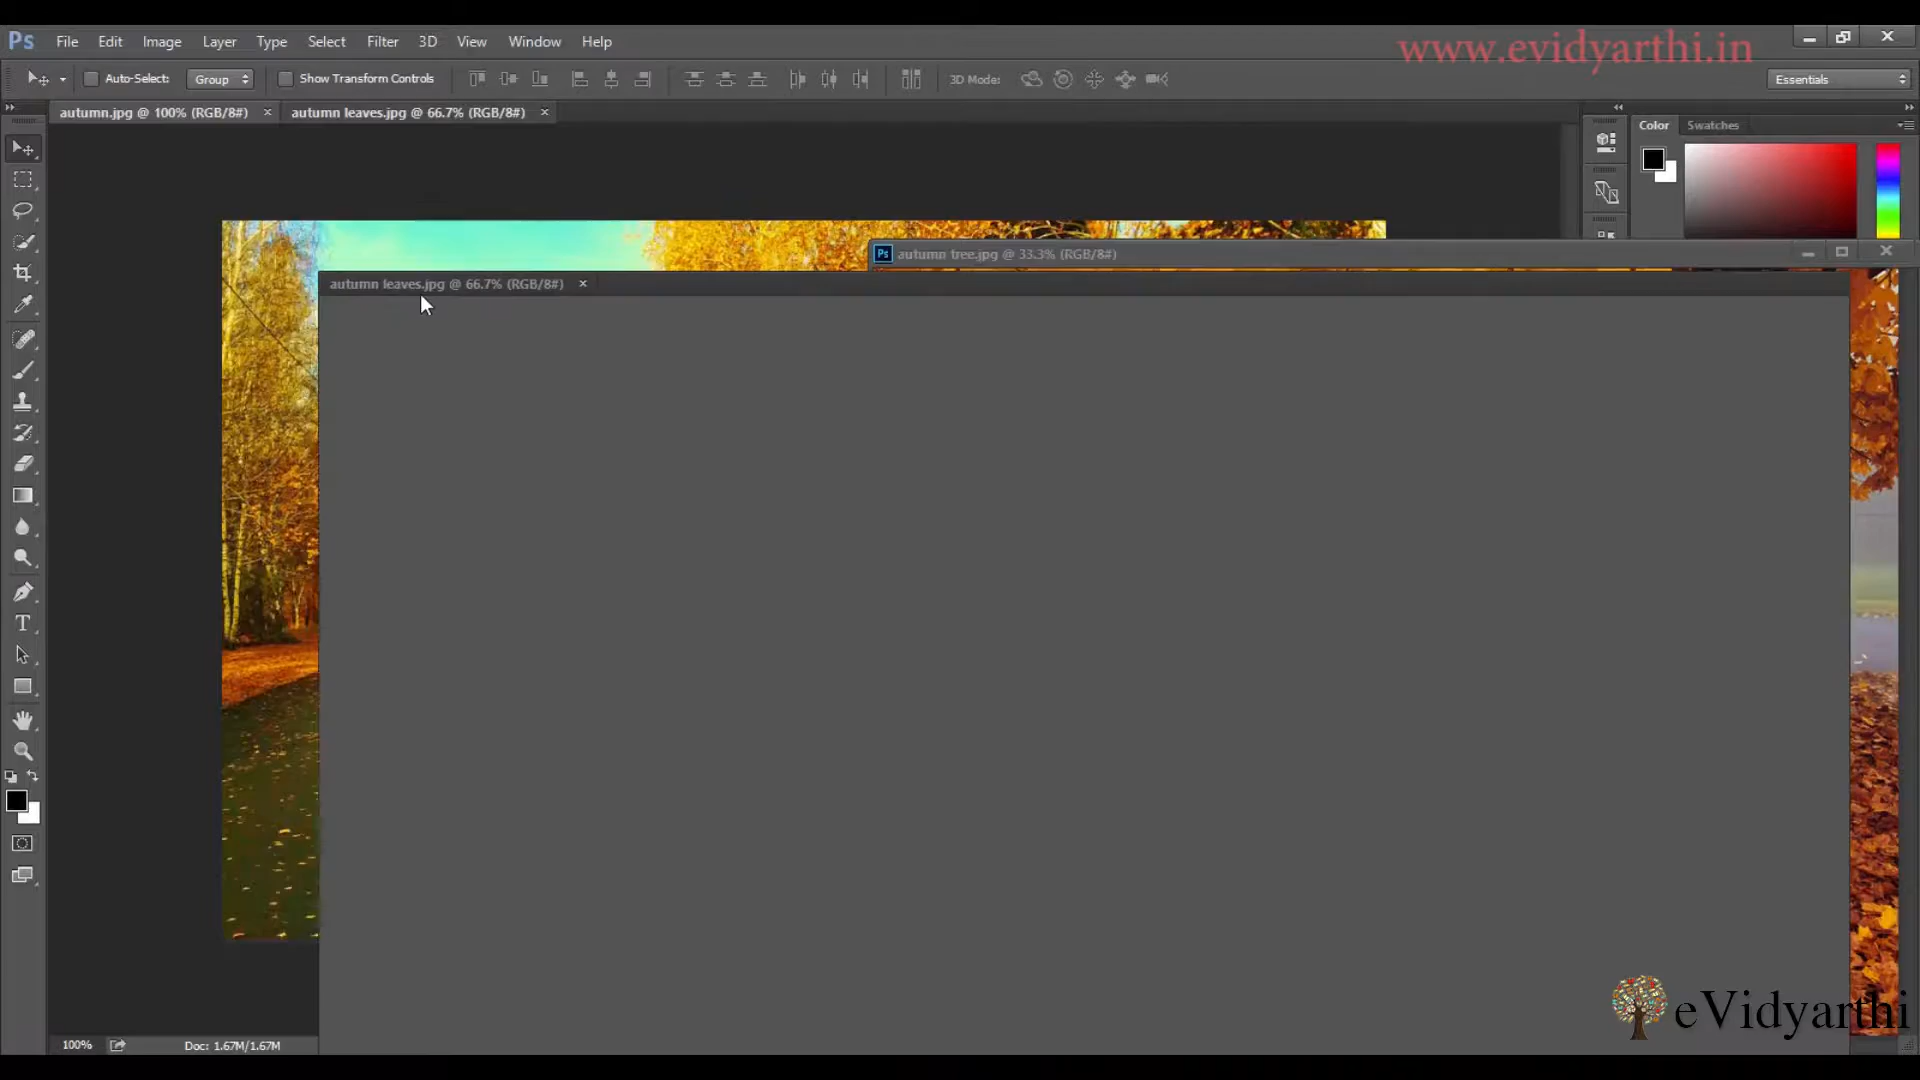 Ps File Edit Image Layer Type Select Filter 3D View Window Help
www.evidyarthi.in
Auto-Select: Group Show Transform Controls 3D Mode: Essentials
autumn.jpg @ 100% (RGB/8#) × autumn leaves.jpg @ 66.7% (RGB/8#) ×
Color Swatches
Ps autumn tree.jpg @ 33.3% (RGB/8#)
autumn leaves.jpg @ 66.7% (RGB/8#) ×
T
eVidyarthi
100% Doc: 1.67M/1.67M